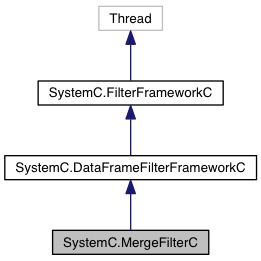 Thread
SystemC.FilterFrameworkC
SystemC.DataFrameFilterFrameworkC
SystemC.MergeFilterC